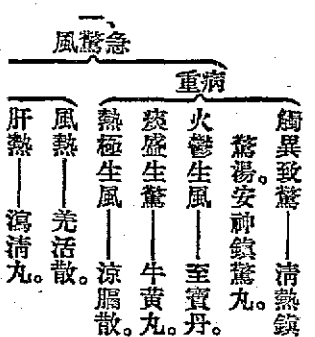 一、
急驚風
重病
觸異致驚——清熱鎮
驚湯。安神鎮驚丸。
火鬱生風——至寶丹。
痰盛生驚——牛黃丸。
熱極生風——涼膈散。
風熱——羌活散。
肝熱——瀉清丸。